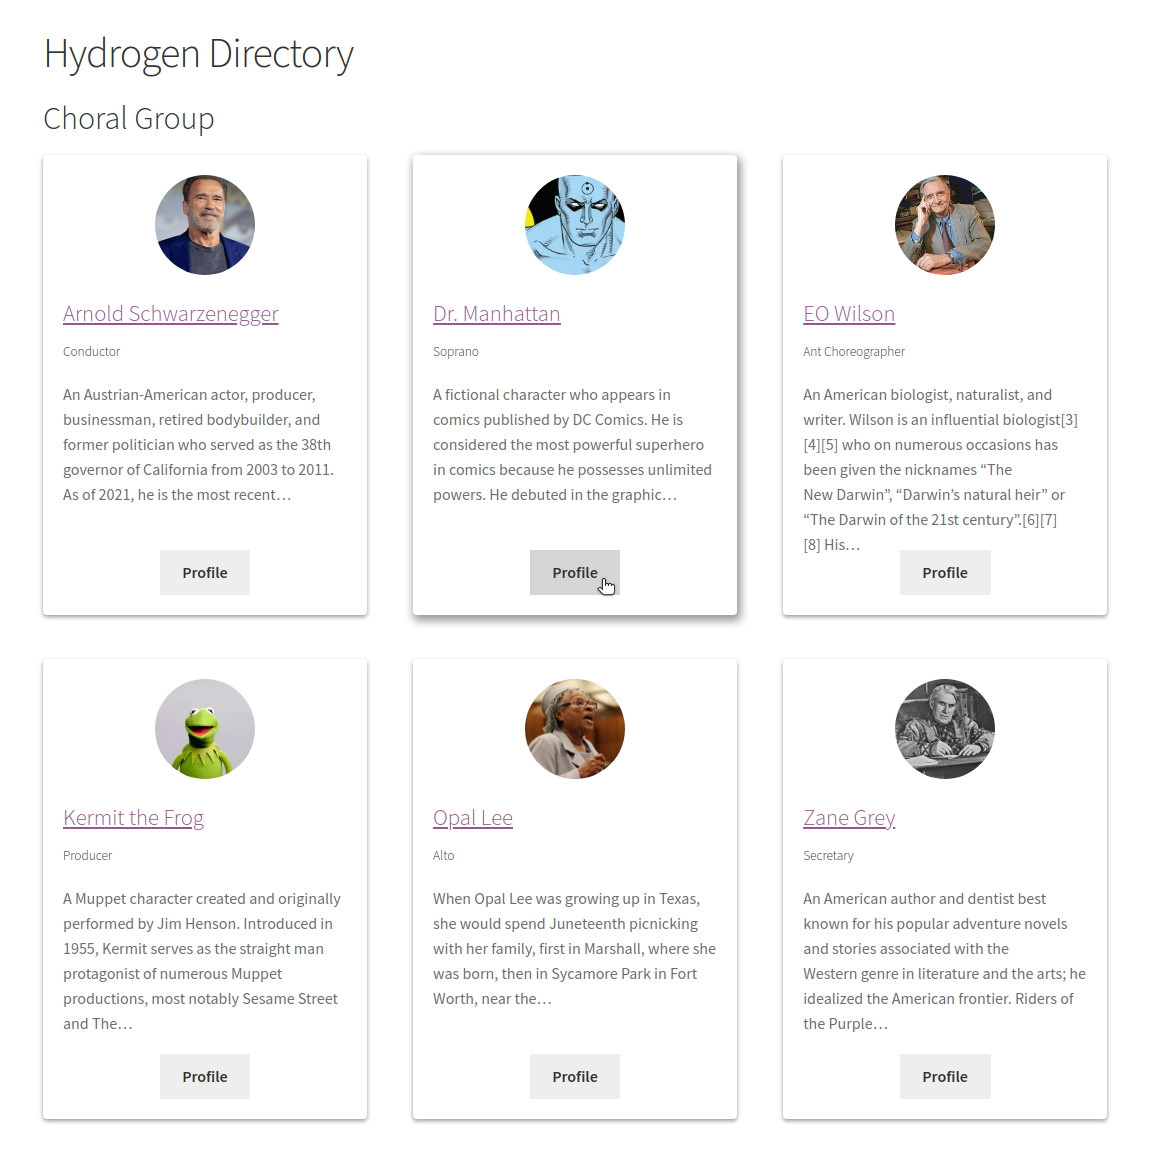 Hydrogen Directory
Choral Group
Arnold Schwarzenegger
Conductor
An Austrian-American actor, producer,
businessman, retired bodybuilder, and
former politician who served as the 38th
governor of California from 2003 to 2011.
As of 2021, he is the most recent…
Profile
Dr. Manhattan
Soprano
A fictional character who appears in
comics published by DC Comics. He is
considered the most powerful superhero
in comics because he possesses unlimited
powers. He debuted in the graphic…
Profile
EO Wilson
Ant Choreographer
An American biologist, naturalist, and
writer. Wilson is an influential biologist[3]
[4][5] who on numerous occasions has
been given the nicknames “The
New Darwin”, “Darwin’s natural heir” or
“The Darwin of the 21st century”.[6][7]
[8] His…
Profile
Kermit the Frog
Producer
A Muppet character created and originally
performed by Jim Henson. Introduced in
1955, Kermit serves as the straight man
protagonist of numerous Muppet
productions, most notably Sesame Street
and The…
Profile
Opal Lee
Alto
When Opal Lee was growing up in Texas,
she would spend Juneteenth picnicking
with her family, first in Marshall, where she
was born, then in Sycamore Park in Fort
Worth, near the…
Profile
Zane Grey
Secretary
An American author and dentist best
known for his popular adventure novels
and stories associated with the
Western genre in literature and the arts; he
idealized the American frontier. Riders of
the Purple…
Profile